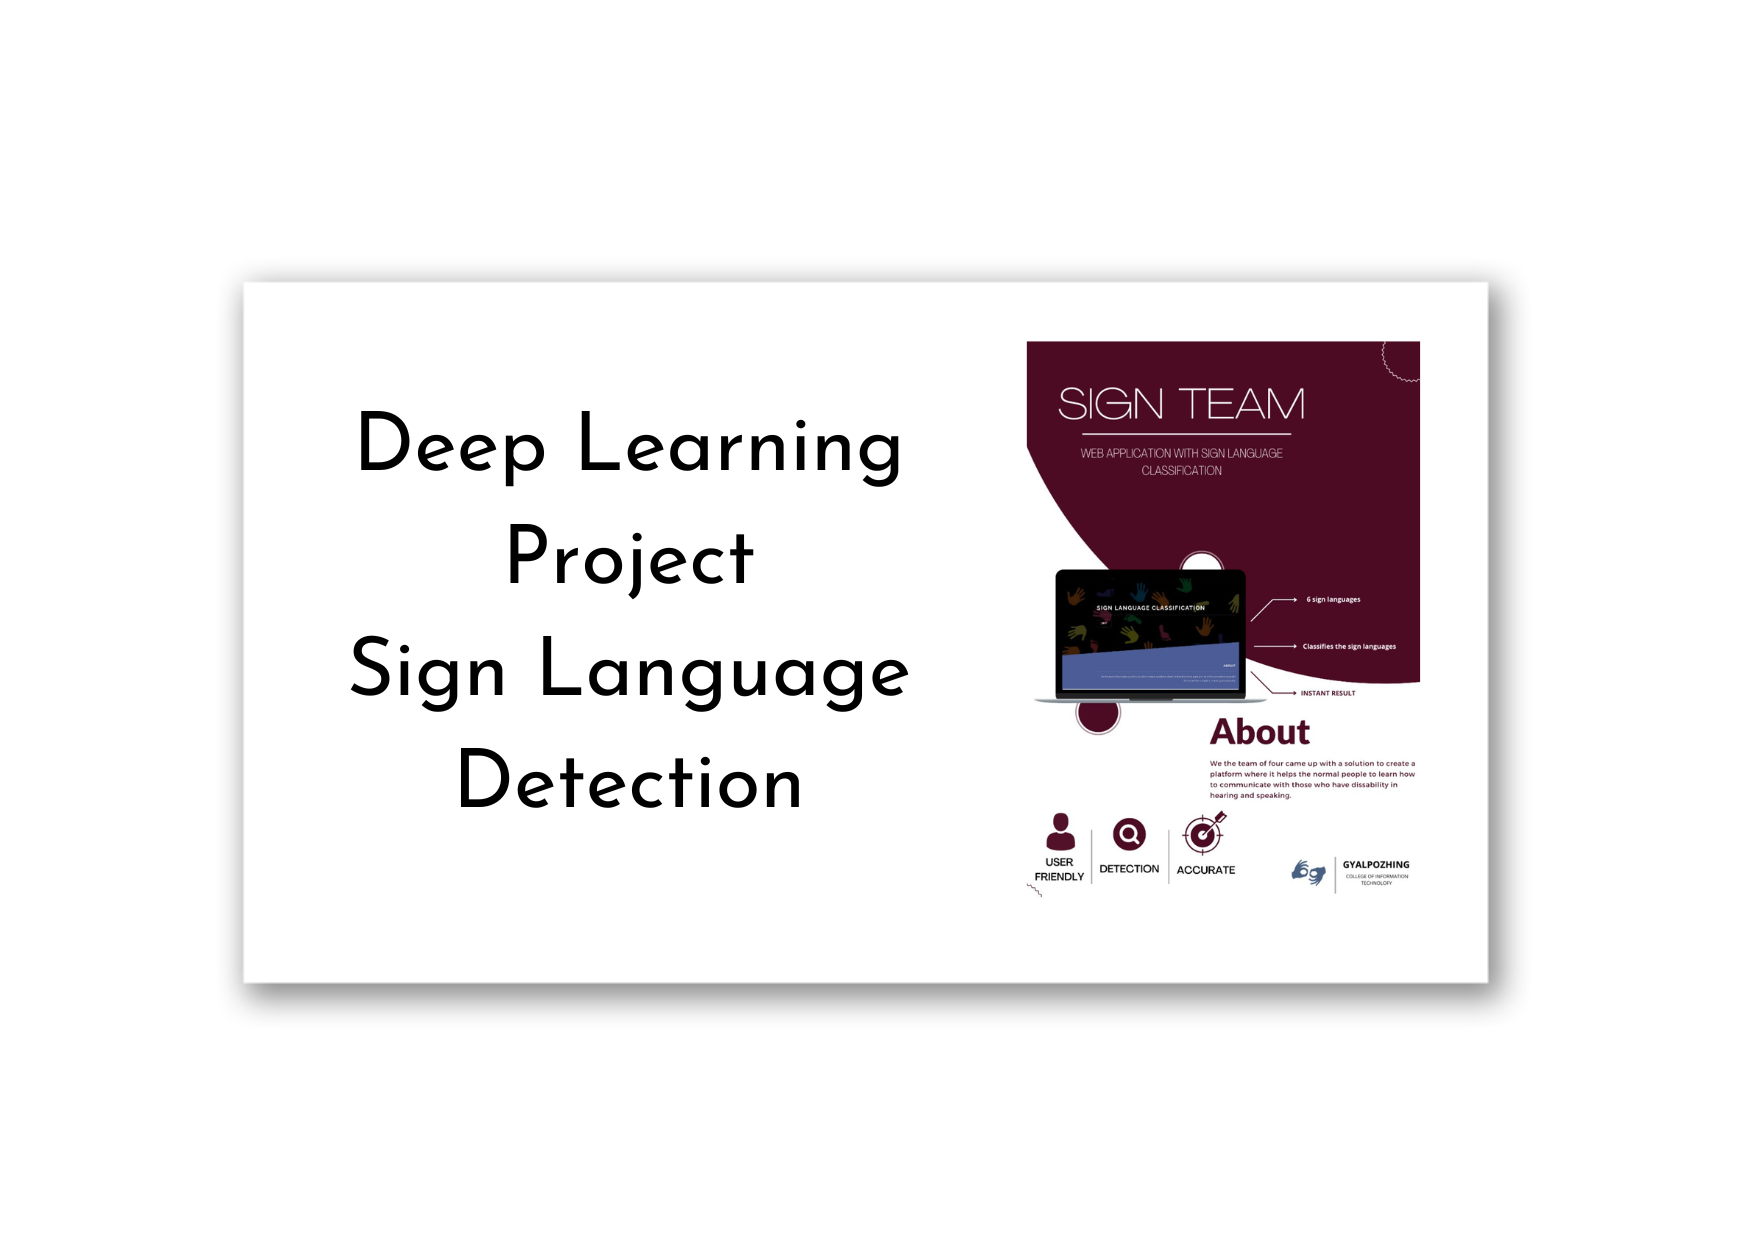 Deep Learning
Project
Sign Language
Detection
SIGN TEAM
WEB APPLICATION WITH SIGN LANGUAGE
CLASSIFICATION
SIGN LANGUAGE CLASSIFICATION
ABOUT
6 sign languages
Classifies the sign languages
INSTANT RESULT
About
We the team of four came up with a solution to create a
platform where it helps the normal people to learn how
to communicate with those who have dissability in
hearing and speaking.
USER
FRIENDLY
DETECTION
ACCURATE
GYALPOZHING
COLLEGE OF INFORMATION
TECHNOLOFY